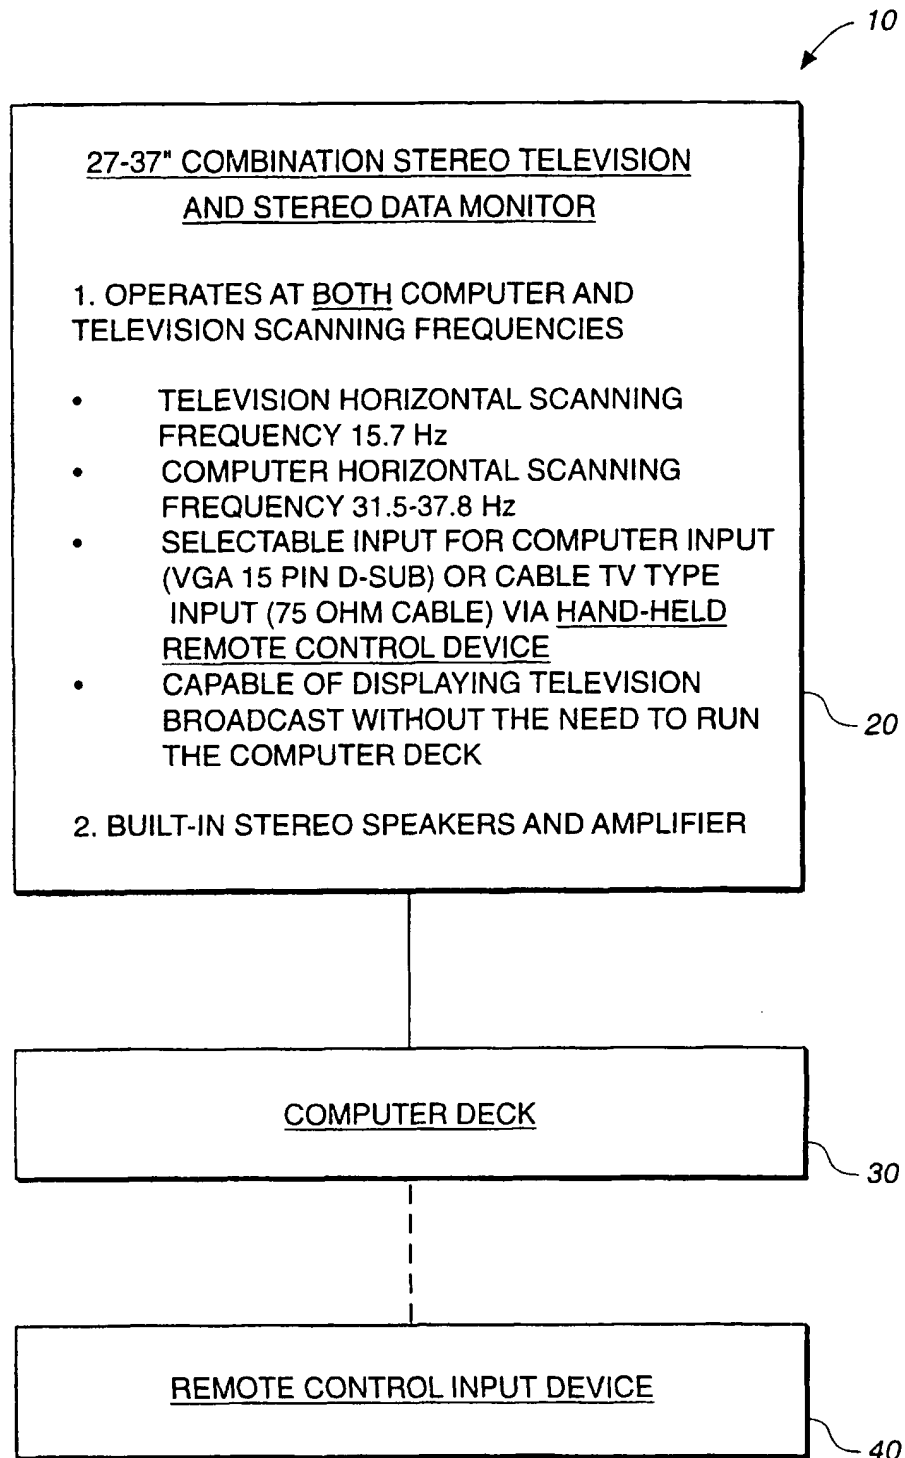 10
27-37" COMBINATION STEREO TELEVISION
AND STEREO DATA MONITOR
1. OPERATES AT BOTH COMPUTER AND
TELEVISION SCANNING FREQUENCIES
• TELEVISION HORIZONTAL SCANNING
FREQUENCY 15.7 Hz
• COMPUTER HORIZONTAL SCANNING
FREQUENCY 31.5-37.8 Hz
• SELECTABLE INPUT FOR COMPUTER INPUT
(VGA 15 PIN D-SUB) OR CABLE TV TYPE
INPUT (75 OHM CABLE) VIA HAND-HELD
REMOTE CONTROL DEVICE
• CAPABLE OF DISPLAYING TELEVISION
BROADCAST WITHOUT THE NEED TO RUN
THE COMPUTER DECK
20
2. BUILT-IN STEREO SPEAKERS AND AMPLIFIER
COMPUTER DECK
30
REMOTE CONTROL INPUT DEVICE
40